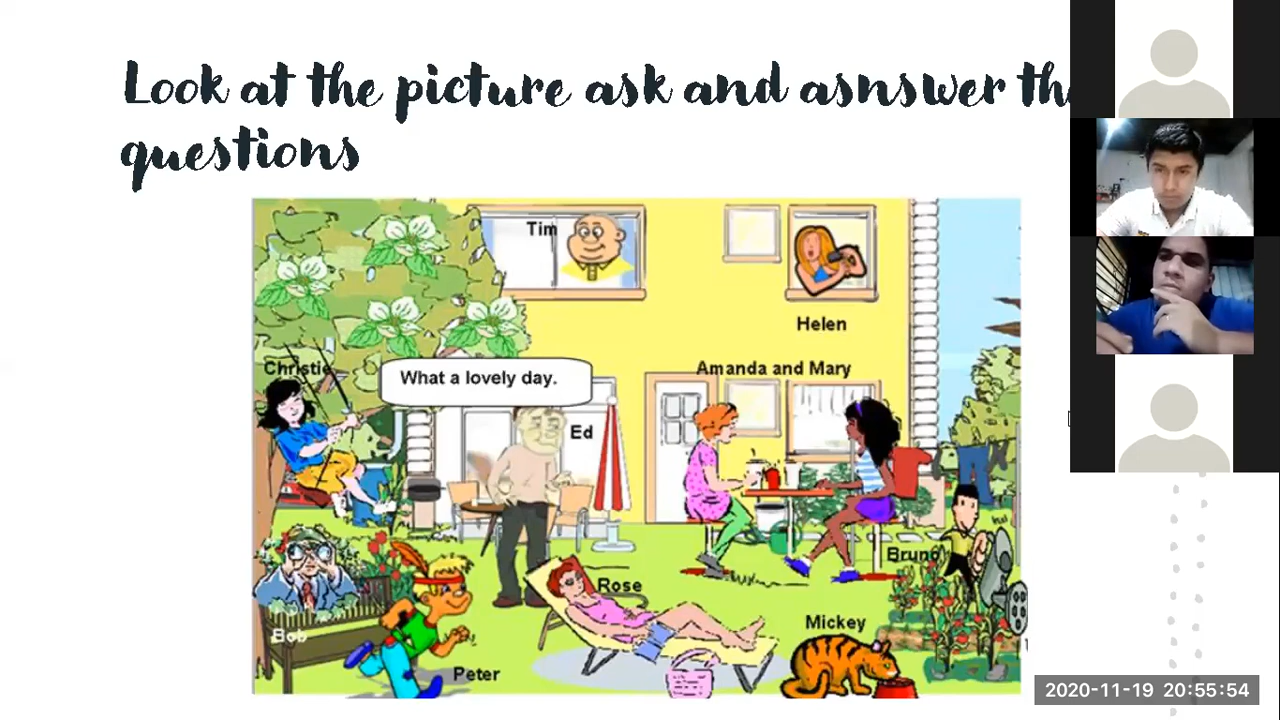 Look at the picture ask and asnswer th
questions
Tim
Helen
Christie
What a lovely day.
Amanda and Mary
Ed
Bruno
Rose
Bob
Mickey
Peter
2020-11-19 20:55:54